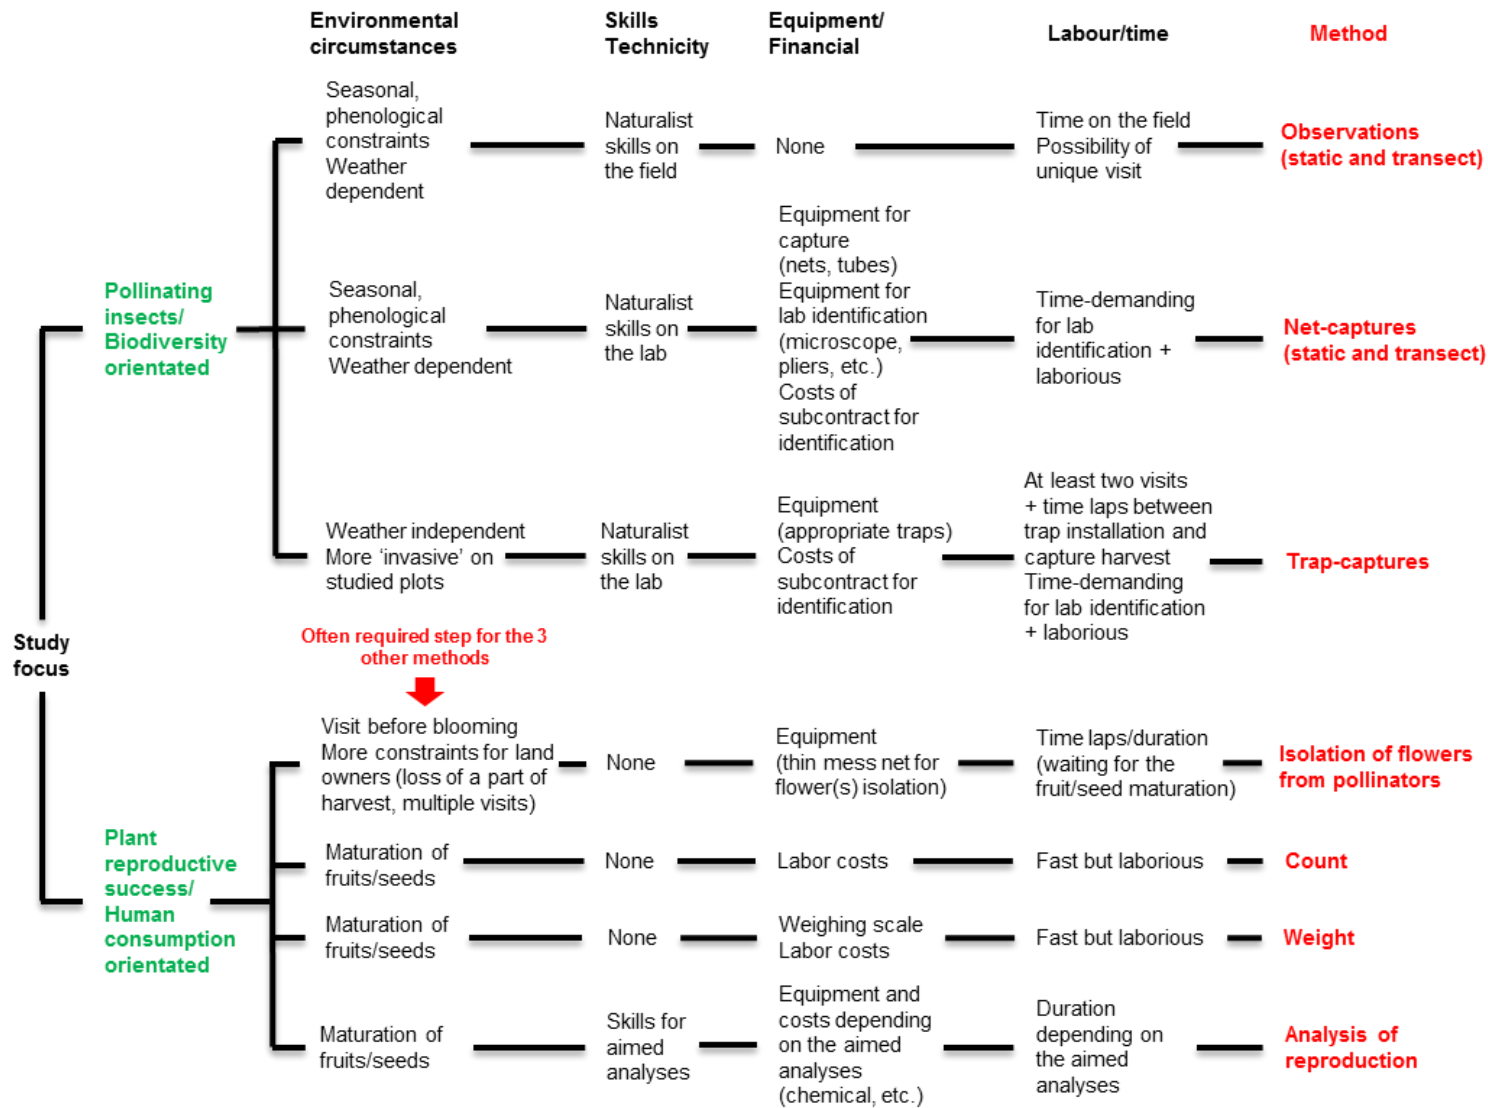 Environmental
circumstances
Skills
Technicity
Equipment/
Financial
Labour/time
Method
Seasonal,
phenological
constraints
Weather
dependent
Naturalist
skills on
the field
None
Time on the field
Possibility of
unique visit
Observations
(static and transect)
Pollinating
insects/
Biodiversity
orientated
Seasonal,
phenological
constraints
Weather dependent
Naturalist
skills on
the lab
Equipment for
capture
(nets, tubes)
Equipment for
lab identification
(microscope,
pliers, etc.)
Costs of
subcontract for
identification
Time-demanding
for lab
identification +
laborious
Net-captures
(static and transect)
Weather independent
More ‘invasive’ on
studied plots
Naturalist
skills on
the lab
Equipment
(appropriate traps)
Costs of
subcontract for
identification
At least two visits
+ time laps between
trap installation and
capture harvest
Time-demanding
for lab identification
+ laborious
Trap-captures
Study
focus
Often required step for the 3
other methods
Visit before blooming
More constraints for land
owners (loss of a part of
harvest, multiple visits)
None
Equipment
(thin mess net for
flower(s) isolation)
Time laps/duration
(waiting for the
fruit/seed maturation)
Isolation of flowers
from pollinators
Plant
reproductive
success/
Human
consumption
orientated
Maturation of
fruits/seeds
None
Labor costs
Fast but laborious
Count
Maturation of
fruits/seeds
None
Weighing scale
Labor costs
Fast but laborious
Weight
Maturation of
fruits/seeds
Skills for
aimed
analyses
Equipment and
costs depending
on the aimed
analyses
(chemical, etc.)
Duration
depending on
the aimed
analyses
Analysis of
reproduction